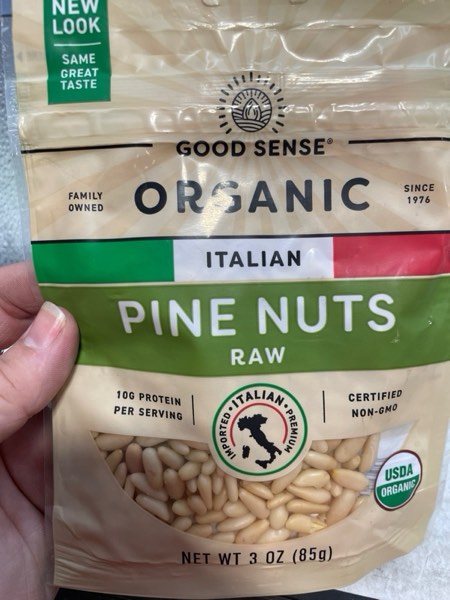 NEW
LOOK
SAME
GREAT
TASTE
GOOD SENSE®
FAMILY
OWNED
ORGANIC
SINCE
1976
ITALIAN
PINE NUTS
RAW
10G PROTEIN
PER SERVING
IMPORTED • ITALIAN • PREMIUM
CERTIFIED
NON-GMO
USDA
ORGANIC
NET WT 3 OZ (85g)